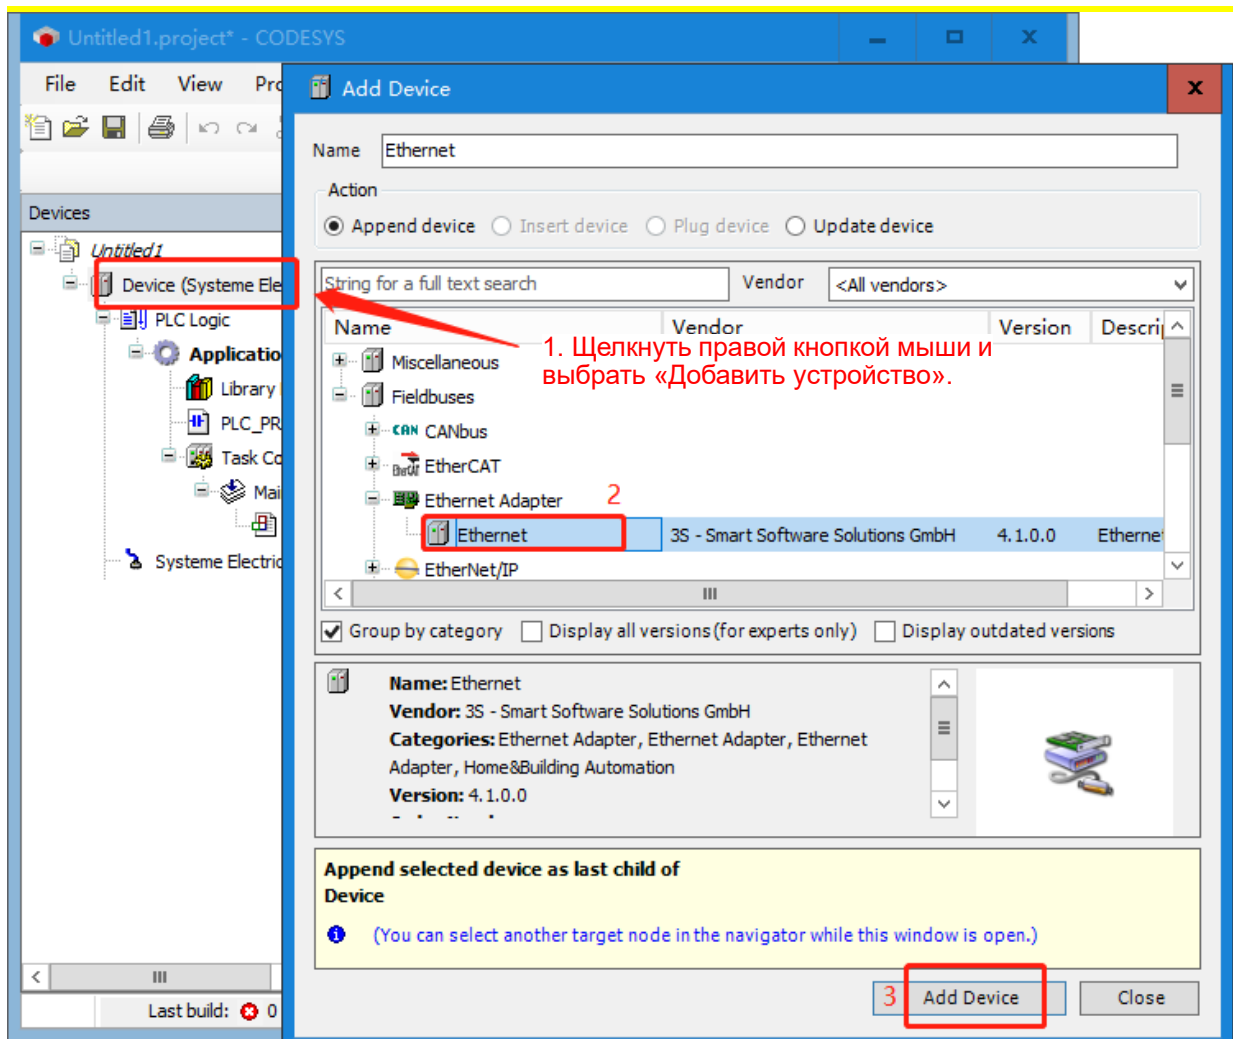 Untitled1.project* - CODESYS
File Edit View Pro
Add Device
Name Ethernet
Action
Append device Insert device Plug device Update device
Devices
Untitled1
Device (Systeme Ele
PLC Logic
Applicatio
Library
PLC_PR
Task Co
Mai
Systeme Electric
String for a full text search Vendor <All vendors>
Name Vendor Version Descrip
1. Щелкнуть правой кнопкой мыши и
выбрать «Добавить устройство».
Miscellaneous
Fieldbuses
CAN CANbus
EtherCAT
Ethernet Adapter 2
Ethernet 3S - Smart Software Solutions GmbH 4.1.0.0 Ethernet
EtherNet/IP
Group by category Display all versions (for experts only) Display outdated versions
Name: Ethernet
Vendor: 3S - Smart Software Solutions GmbH
Categories: Ethernet Adapter, Ethernet Adapter, Ethernet
Adapter, Home&Building Automation
Version: 4.1.0.0
Append selected device as last child of
Device
(You can select another target node in the navigator while this window is open.)
3 Add Device Close
Last build: 0